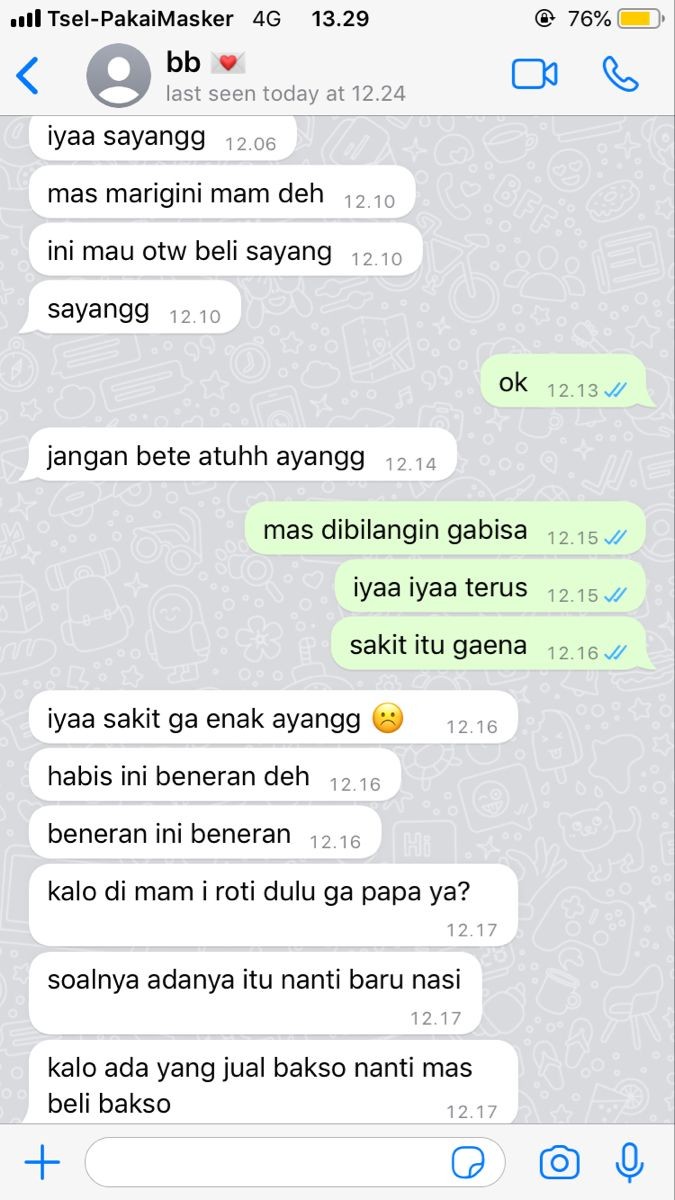 Tsel-PakaiMasker 4G 13.29 76%
bb 💌
last seen today at 12.24
iyaa sayangg 12.06
mas marigini mam deh 12.10
ini mau otw beli sayang 12.10
sayangg 12.10
ok 12.13
jangan bete atuhh ayangg 12.14
mas dibilangin gabisa 12.15
iyaa iyaa terus 12.15
sakit itu gaena 12.16
iyaa sakit ga enak ayangg ☹️ 12.16
habis ini beneran deh 12.16
beneran ini beneran 12.16
kalo di mam i roti dulu ga papa ya?
12.17
soalnya adanya itu nanti baru nasi
12.17
kalo ada yang jual bakso nanti mas
beli bakso 12.17